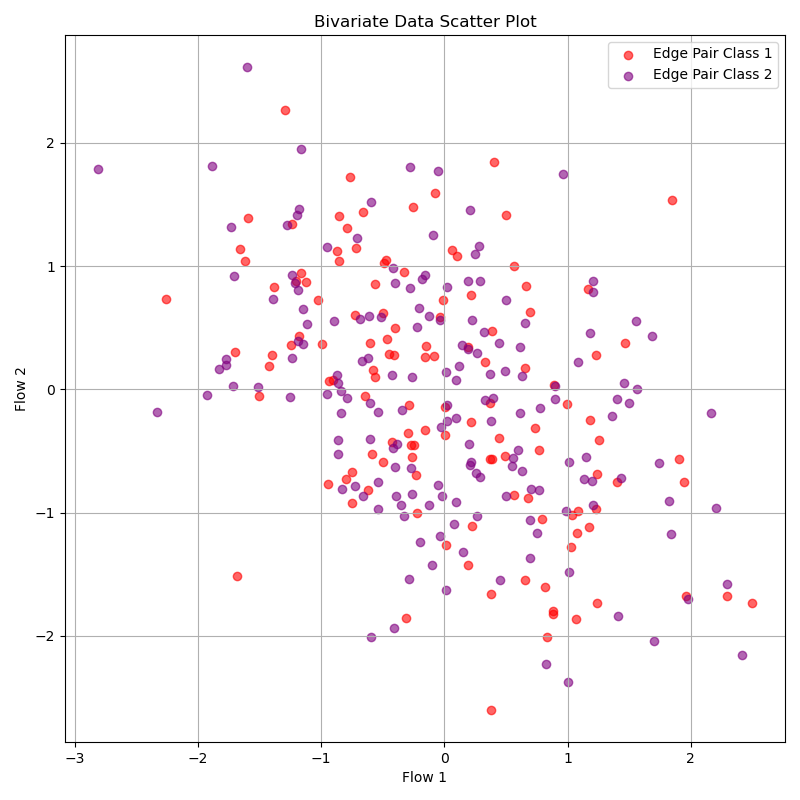 Bivariate Data Scatter Plot
Edge Pair Class 1
Edge Pair Class 2
2
1
0
−1
−2
Flow 2
−3
−2
−1
0
1
2
Flow 1